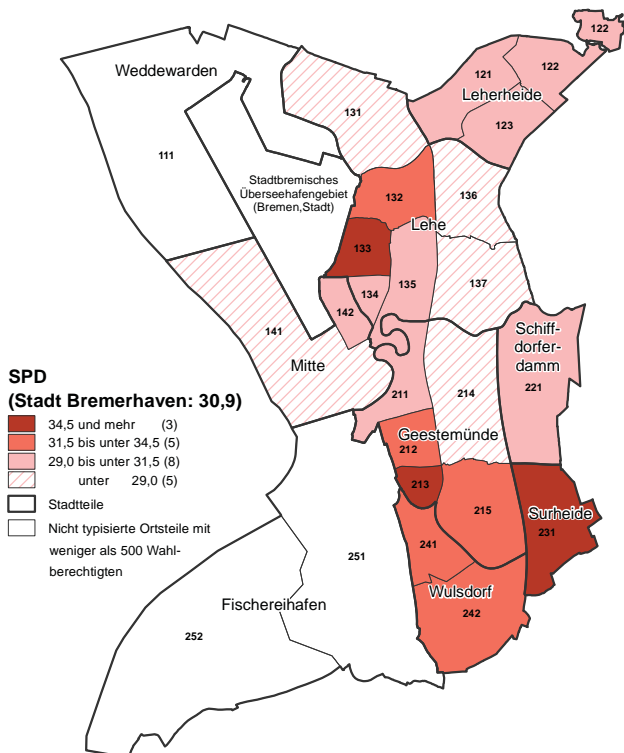 122
Weddewarden
121
122
Leherheide
131
123
111
Stadtbremisches
Überseehafengebiet
(Bremen,Stadt)
132
136
Lehe
133
135
137
134
142
141
Mitte
Schiff-
dorfer-
damm
221
211
214
SPD
(Stadt Bremerhaven: 30,9)
34,5 und mehr (3)
31,5 bis unter 34,5 (5)
29,0 bis unter 31,5 (8)
unter 29,0 (5)
Stadtteile
Nicht typisierte Ortsteile mit
weniger als 500 Wahl-
berechtigten
Geestemünde
212
213
215
Surheide
231
241
251
Wulsdorf
242
Fischereihafen
252